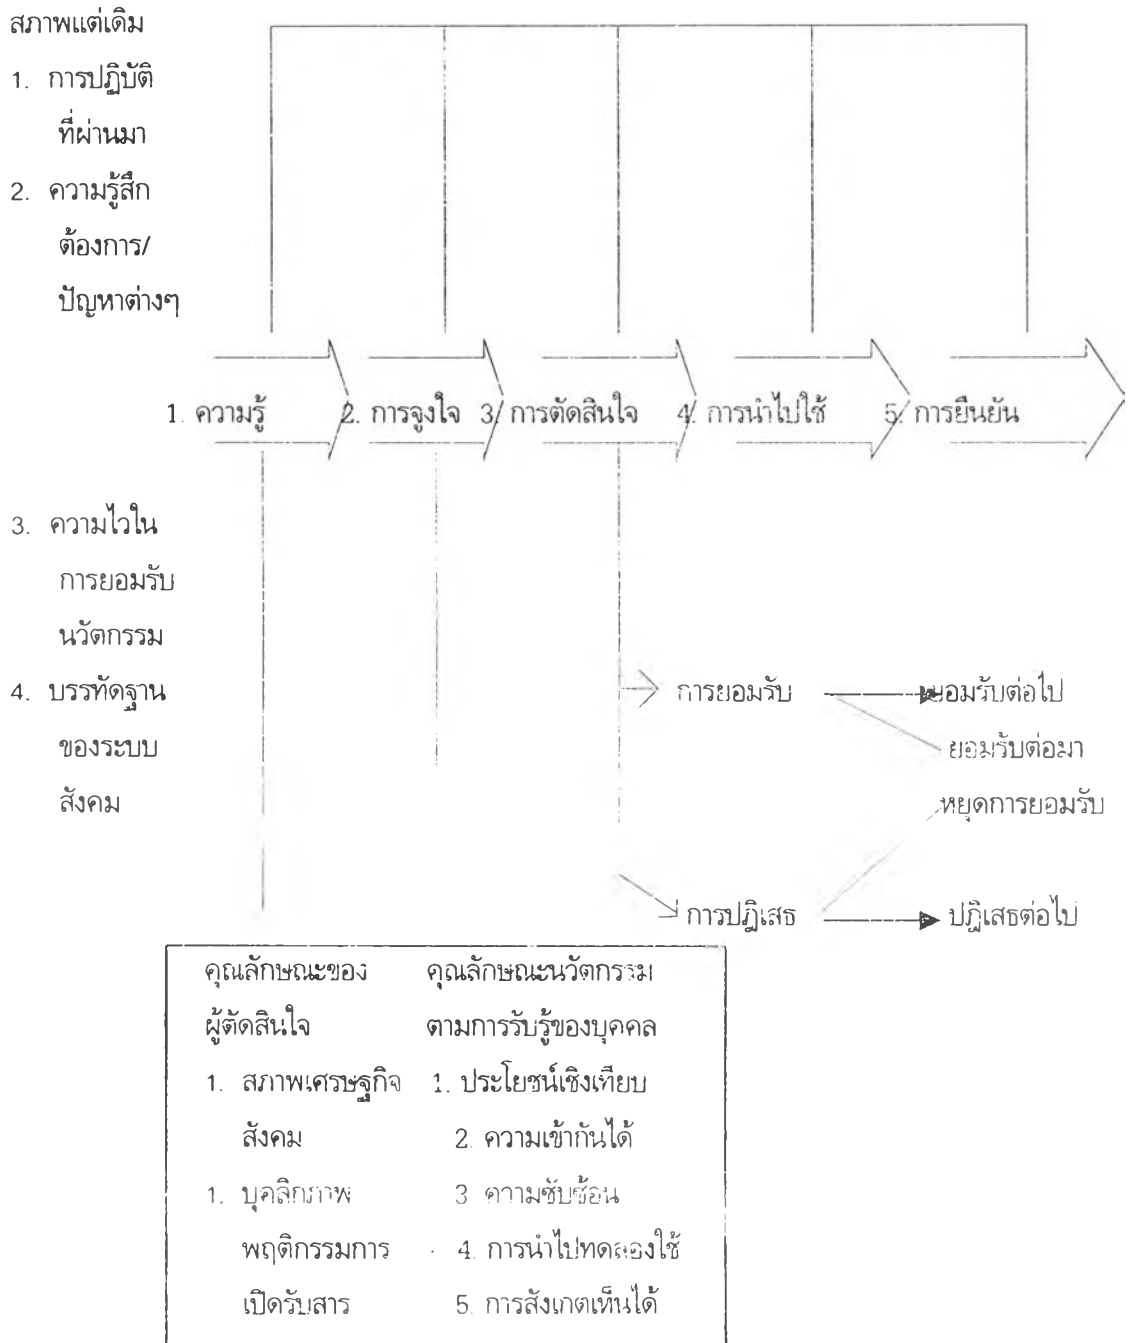 สภาพแต่เดิม
1. การปฏิบัติ
ที่ผ่านมา
2. ความรู้สึก
ต้องการ/
ปัญหาต่างๆ
1. ความรู้ 2. การจูงใจ 3. การตัดสินใจ 4. การนำไปใช้ 5. การยืนยัน
3. ความไวใน
การยอมรับ
นวัตกรรม
4. บรรทัดฐาน
ของระบบ
สังคม
การยอมรับ ยอมรับต่อไป
ยอมรับต่อมา
หยุดการยอมรับ
การปฏิเสธ ปฏิเสธต่อไป
คุณลักษณะของ คุณลักษณะนวัตกรรม
ผู้ตัดสินใจ ตามการรับรู้ของบุคคล
1. สภาพเศรษฐกิจ 1. ประโยชน์เชิงเทียบ
สังคม 2. ความเข้ากันได้
1. บุคลิกภาพ 3 ความซับซ้อน
พฤติกรรมการ 4. การนำไปทดลองใช้
เปิดรับสาร 5. การสังเกตเห็นได้